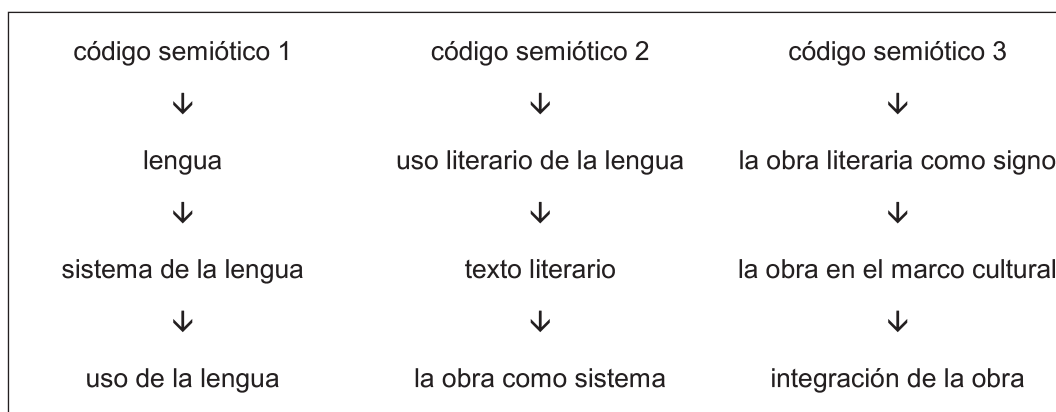 código semiótico 1 código semiótico 2 código semiótico 3
↓ ↓ ↓
lengua uso literario de la lengua la obra literaria como signo
↓ ↓ ↓
sistema de la lengua texto literario la obra en el marco cultural
↓ ↓ ↓
uso de la lengua la obra como sistema integración de la obra